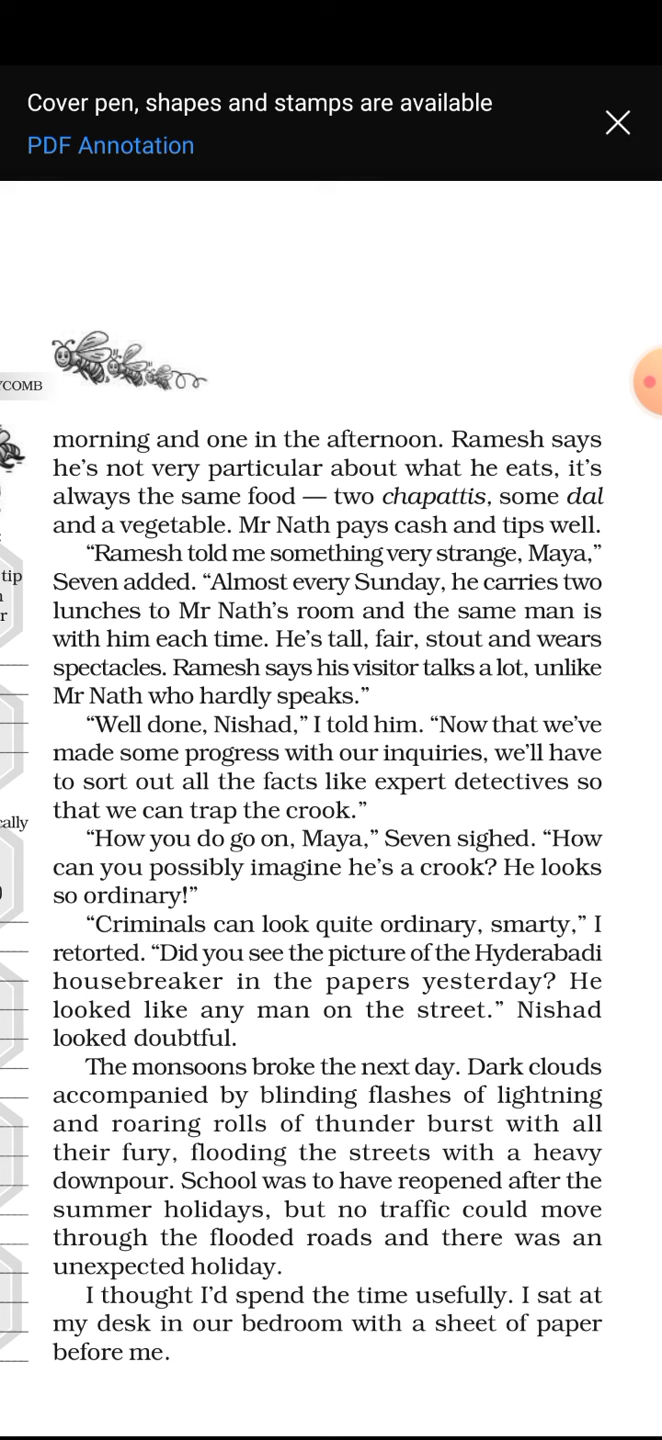 Cover pen, shapes and stamps are available
PDF Annotation
YCOMB
morning and one in the afternoon. Ramesh says
he's not very particular about what he eats, it's
always the same food — two chapattis, some dal
and a vegetable. Mr Nath pays cash and tips well.
“Ramesh told me something very strange, Maya,”
Seven added. “Almost every Sunday, he carries two
lunches to Mr Nath’s room and the same man is
with him each time. He’s tall, fair, stout and wears
spectacles. Ramesh says his visitor talks a lot, unlike
Mr Nath who hardly speaks.”
“Well done, Nishad,” I told him. “Now that we’ve
made some progress with our inquiries, we’ll have
to sort out all the facts like expert detectives so
that we can trap the crook.”
“How you do go on, Maya,” Seven sighed. “How
can you possibly imagine he’s a crook? He looks
so ordinary!”
“Criminals can look quite ordinary, smarty,” I
retorted. “Did you see the picture of the Hyderabadi
housebreaker in the papers yesterday? He
looked like any man on the street.” Nishad
looked doubtful.
The monsoons broke the next day. Dark clouds
accompanied by blinding flashes of lightning
and roaring rolls of thunder burst with all
their fury, flooding the streets with a heavy
downpour. School was to have reopened after the
summer holidays, but no traffic could move
through the flooded roads and there was an
unexpected holiday.
I thought I’d spend the time usefully. I sat at
my desk in our bedroom with a sheet of paper
before me.
tip
r
cally